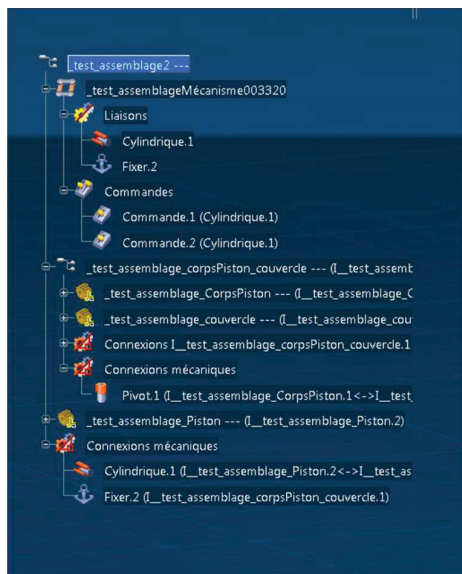 _test_assemblage2 ---
_test_assemblageMécanisme003320
Liaisons
Cylindrique.1
Fixer.2
Commandes
Commande.1 (Cylindrique.1)
Commande.2 (Cylindrique.1)
_test_assemblage_corpsPiston_couvercle --- (I__test_assemb
_test_assemblage_CorpsPiston --- (I__test_assemblage_C
_test_assemblage_couvercle --- (I__test_assemblage_cou
Connexions I__test_assemblage_corpsPiston_couvercle.1
Connexions mécaniques
Pivot.1 (I__test_assemblage_CorpsPiston.1<->I__test_
_test_assemblage_Piston --- (I__test_assemblage_Piston.2)
Connexions mécaniques
Cylindrique.1 (I__test_assemblage_Piston.2<->I__test_as
Fixer.2 (I__test_assemblage_corpsPiston_couvercle.1)